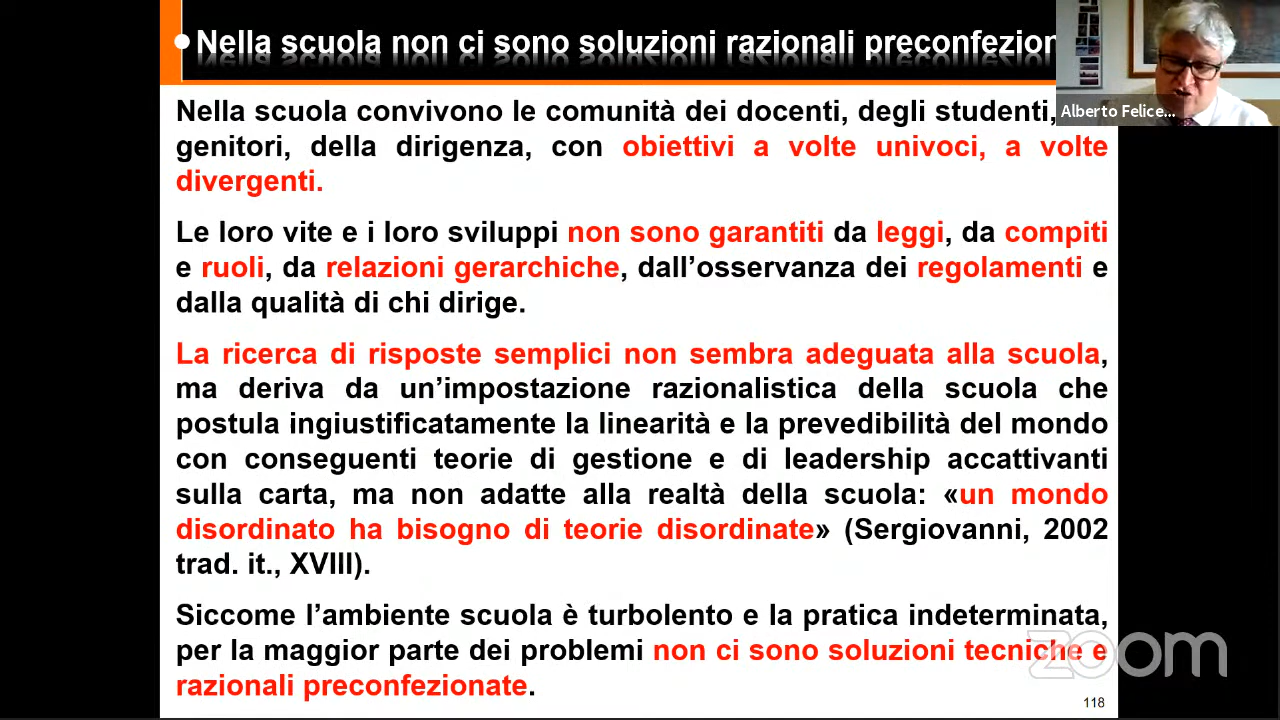 Nella scuola non ci sono soluzioni razionali preconfezion
Alberto Felice...
Nella scuola convivono le comunità dei docenti, degli studenti,
genitori, della dirigenza, con obiettivi a volte univoci, a volte
divergenti.
Le loro vite e i loro sviluppi non sono garantiti da leggi, da compiti
e ruoli, da relazioni gerarchiche, dall’osservanza dei regolamenti e
dalla qualità di chi dirige.
La ricerca di risposte semplici non sembra adeguata alla scuola,
ma deriva da un’impostazione razionalistica della scuola che
postula ingiustificatamente la linearità e la prevedibilità del mondo
con conseguenti teorie di gestione e di leadership accattivanti
sulla carta, ma non adatte alla realtà della scuola: «un mondo
disordinato ha bisogno di teorie disordinate» (Sergiovanni, 2002
trad. it., XVIII).
Siccome l’ambiente scuola è turbolento e la pratica indeterminata,
per la maggior parte dei problemi non ci sono soluzioni tecniche e
razionali preconfezionate.
zoom
118